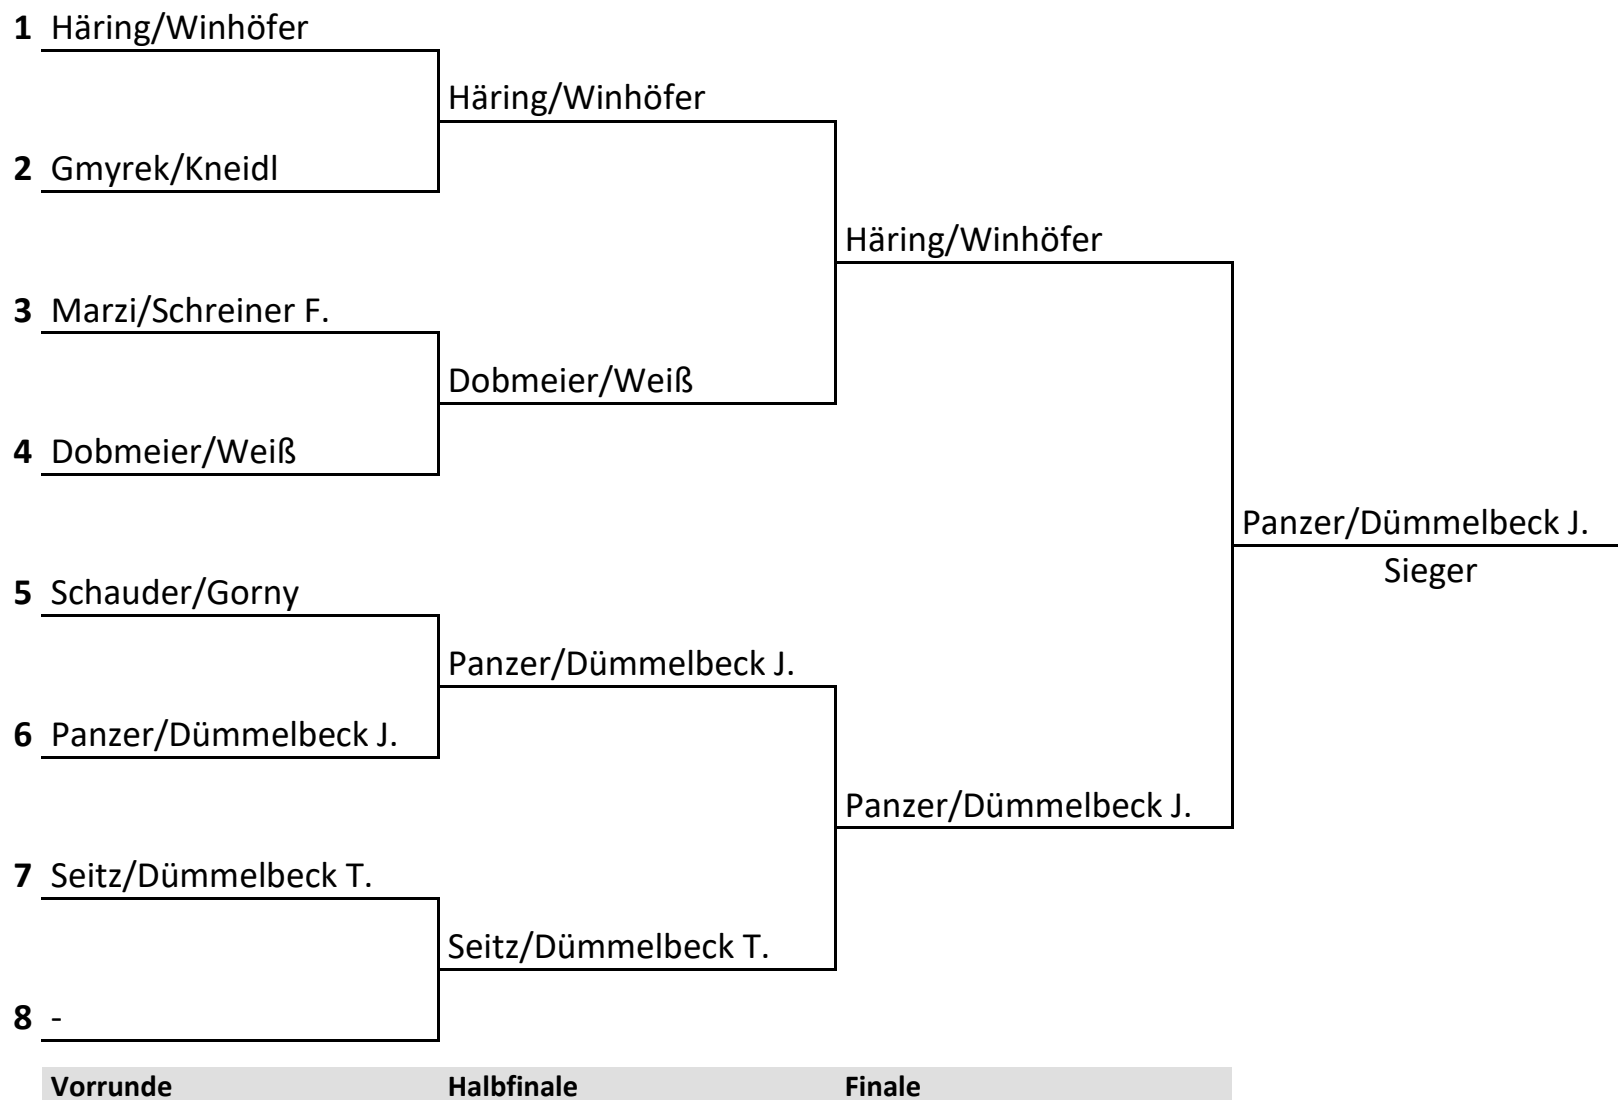 1 Häring/Winhöfer
Häring/Winhöfer
2 Gmyrek/Kneidl
Häring/Winhöfer
3 Marzi/Schreiner F.
Dobmeier/Weiß
4 Dobmeier/Weiß
Panzer/Dümmelbeck J.
Sieger
5 Schauder/Gorny
Panzer/Dümmelbeck J.
6 Panzer/Dümmelbeck J.
Panzer/Dümmelbeck J.
7 Seitz/Dümmelbeck T.
Seitz/Dümmelbeck T.
8 -
Vorrunde Halbfinale Finale